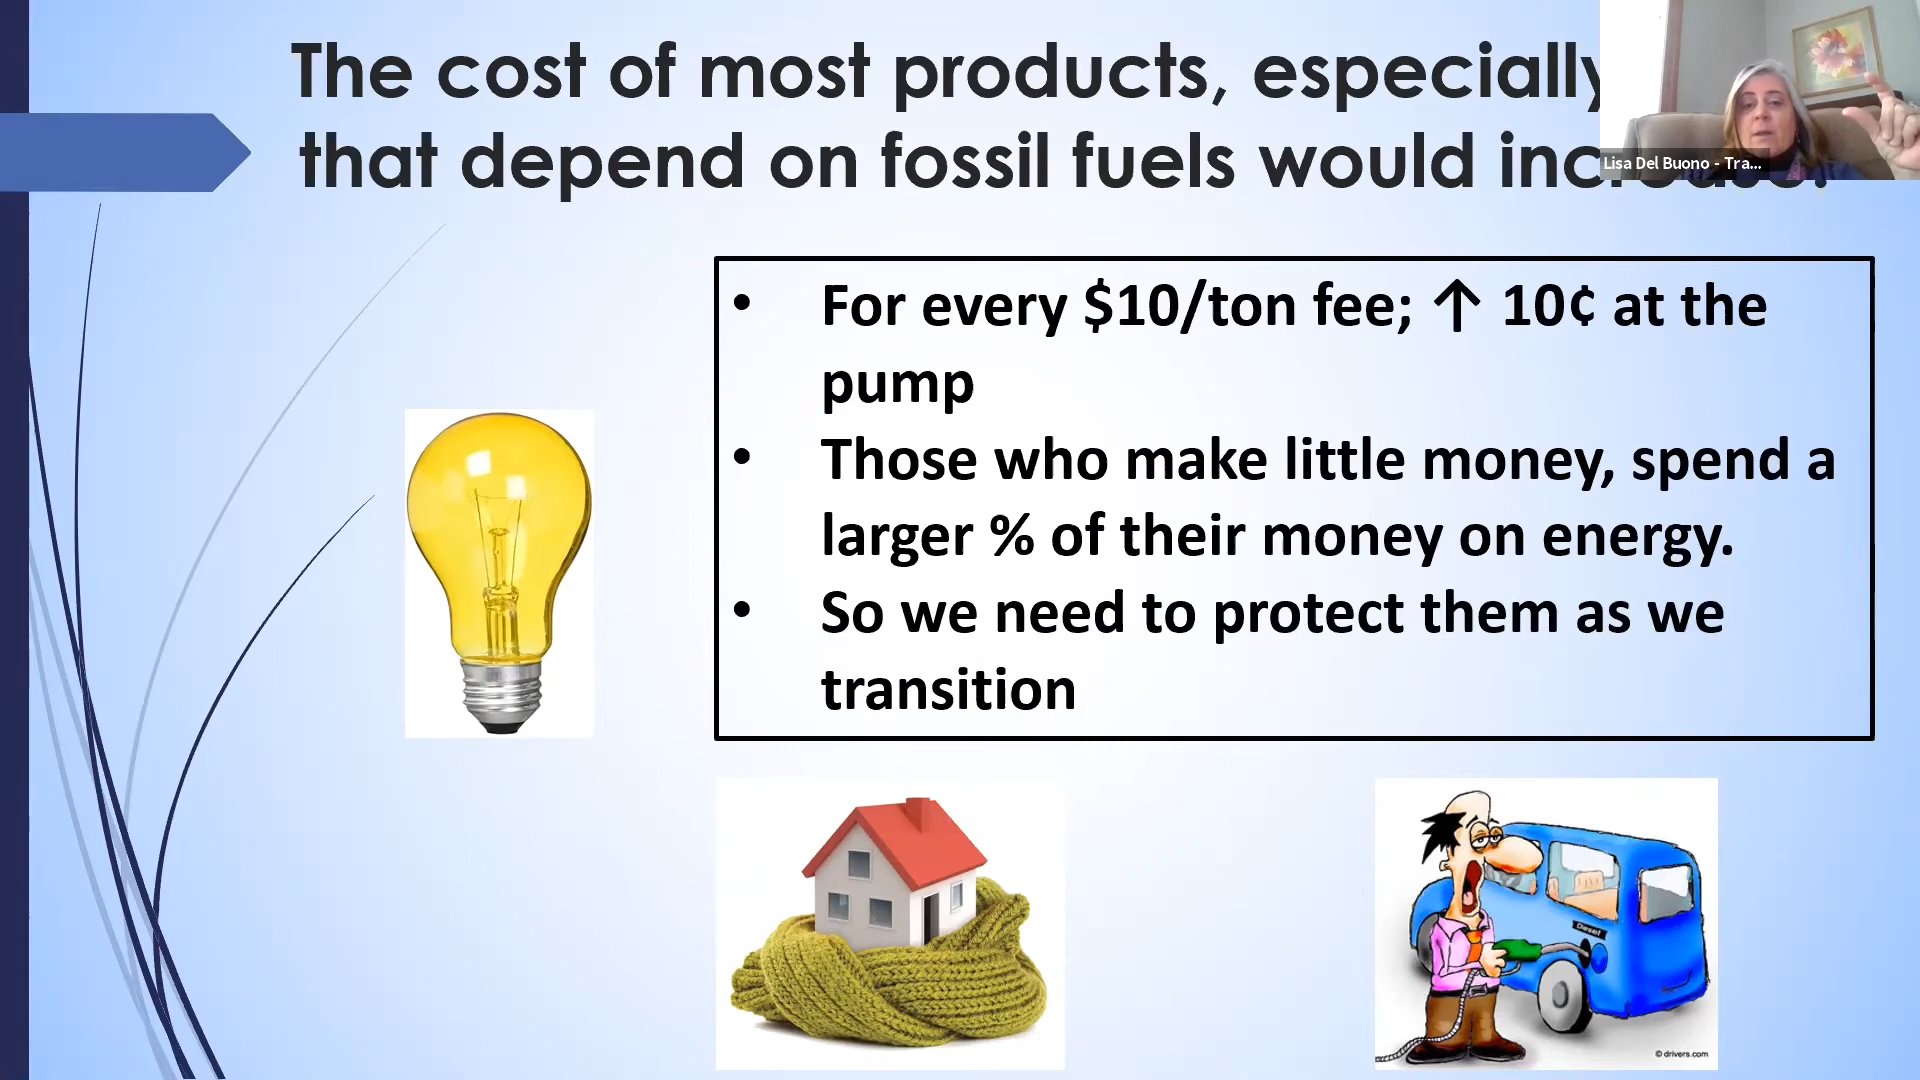 The cost of most products, especially
that depend on fossil fuels would increase.
Lisa Del Buono - Tra...
• For every $10/ton fee; ↑ 10¢ at the
pump
• Those who make little money, spend a
larger % of their money on energy.
• So we need to protect them as we
transition
Diesel
© drivers.com